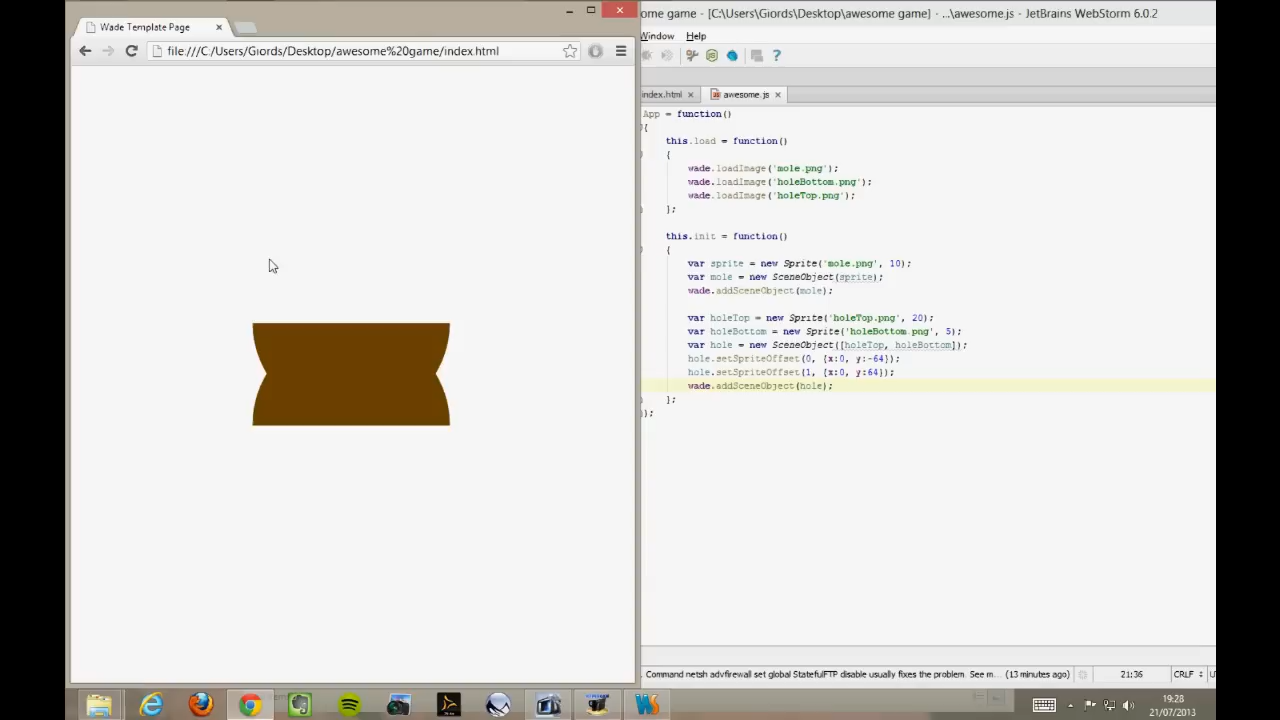 Wade Template Page
ome game - [C:\Users\Giords\Desktop\awesome game] - ...\awesome.js - JetBrains WebStorm 6.0.2
file:///C:/Users/Giords/Desktop/awesome%20game/index.html
Window Help
index.html
awesome.js
App = function()
{
this.load = function()
{
wade.loadImage('mole.png');
wade.loadImage('holeBottom.png');
wade.loadImage('holeTop.png');
};
this.init = function()
{
var sprite = new Sprite('mole.png', 10);
var mole = new SceneObject(sprite);
wade.addSceneObject(mole);
var holeTop = new Sprite('holeTop.png', 20);
var holeBottom = new Sprite('holeBottom.png', 5);
var hole = new SceneObject([holeTop, holeBottom]);
hole.setSpriteOffset(0, {x:0, y:-64});
hole.setSpriteOffset(1, {x:0, y:64});
wade.addSceneObject(hole);
};
);
Command netsh advfirewall set global StatefulFTP disable usually fixes the problem. See m... (13 minutes ago)
21:36
CRLF
19:28
21/07/2013